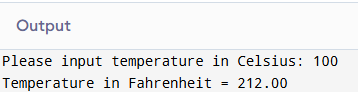 Output
Please input temperature in Celsius: 100
Temperature in Fahrenheit = 212.00